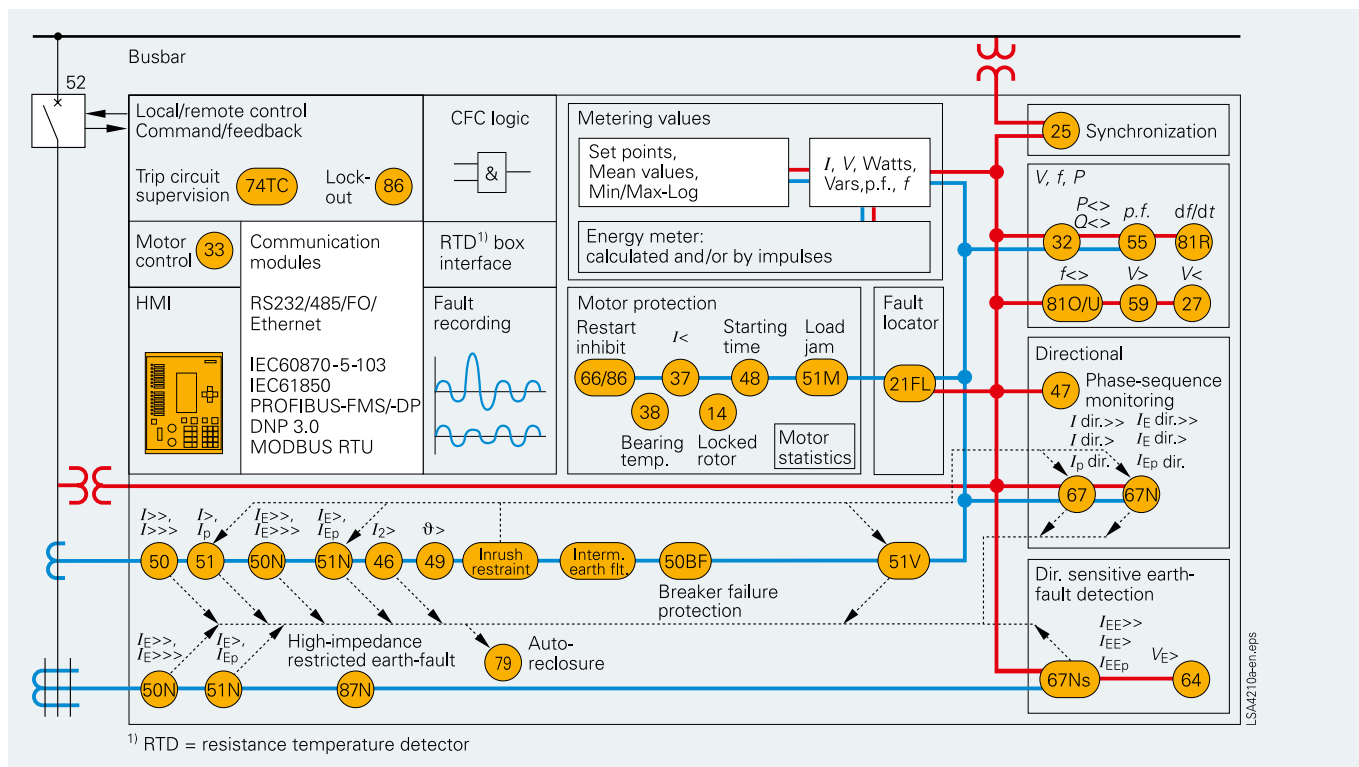 Busbar
52
Local/remote control
Command/feedback
Trip circuit
supervision
74TC
Lock-
out
86
CFC logic
&
Motor
control
33
Communication
modules
RS232/485/FO/
Ethernet
IEC60870-5-103
IEC61850
PROFIBUS-FMS/-DP
DNP 3.0
MODBUS RTU
RTD1) box
interface
HMI
Fault
recording
Metering values
Set points,
Mean values,
Min/Max-Log
I, V, Watts,
Vars,p.f., f
Energy meter:
calculated and/or by impulses
Motor protection
Restart
inhibit
66/86
I<
37
Starting
time
48
Load
jam
51M
38
Bearing
temp.
14
Locked
rotor
Motor
statistics
Fault
locator
21FL
25
Synchronization
V, f, P
P<>
Q<>
32
p.f.
55
df/dt
81R
f<>
81O/U
V>
59
V<
27
Directional
47
Phase-sequence
monitoring
I dir.>>
I dir.>
Ip dir.
67
IE dir.>>
IE dir.>
IEp dir.
67N
I>>,
I>>>
50
I>,
Ip
51
IE>>,
IE>>>
50N
IE>,
IEp
51N
I2>
46
ϑ>
49
Inrush
restraint
Interm.
earth flt.
50BF
Breaker failure
protection
51V
IE>>,
IE>>>
50N
IE>,
IEp
51N
High-impedance
restricted earth-fault
87N
79
Auto-
reclosure
Dir. sensitive earth-
fault detection
IEE>>
IEE>
IEEp
67Ns
VE>
64
LSA4210a-en.eps
1) RTD = resistance temperature detector